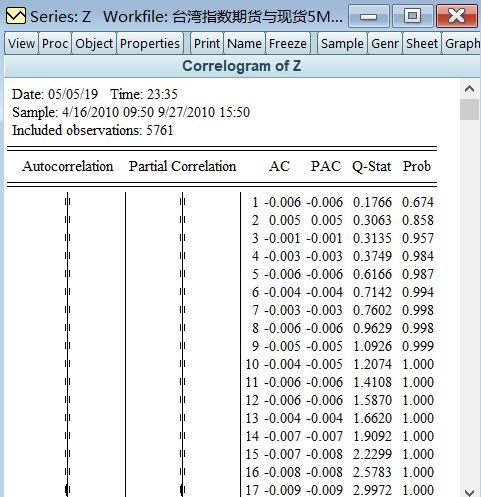 Series: Z Workfile: 台湾指数期货与现货5M...
View Proc Object Properties Print Name Freeze Sample Genr Sheet Graph
Correlogram of Z
Date: 05/05/19 Time: 23:35
Sample: 4/16/2010 09:50 9/27/2010 15:50
Included observations: 5761
Autocorrelation Partial Correlation AC PAC Q-Stat Prob
1 -0.006 -0.006 0.1766 0.674
2 0.005 0.005 0.3063 0.858
3 -0.001 -0.001 0.3135 0.957
4 -0.003 -0.003 0.3749 0.984
5 -0.006 -0.006 0.6166 0.987
6 -0.004 -0.004 0.7142 0.994
7 -0.003 -0.003 0.7602 0.998
8 -0.006 -0.006 0.9629 0.998
9 -0.005 -0.005 1.0926 0.999
10 -0.004 -0.005 1.2074 1.000
11 -0.006 -0.006 1.4108 1.000
12 -0.006 -0.006 1.5870 1.000
13 -0.004 -0.004 1.6620 1.000
14 -0.007 -0.007 1.9092 1.000
15 -0.007 -0.008 2.2299 1.000
16 -0.008 -0.008 2.5783 1.000
17 -0.009 -0.009 2.9972 1.000